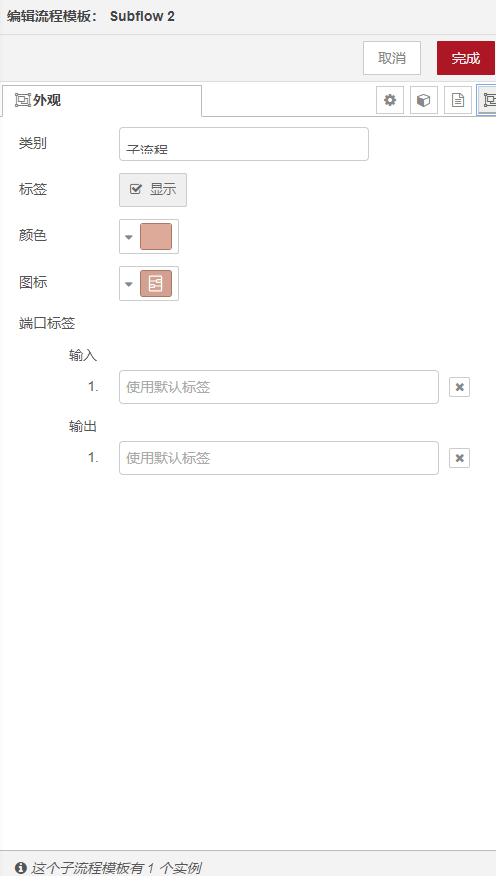 编辑流程模板： Subflow 2
取消 完成
外观
类别 子流程
标签 显示
颜色
图标
端口标签
输入
1. 使用默认标签
输出
1. 使用默认标签
这个子流程模板有 1 个实例